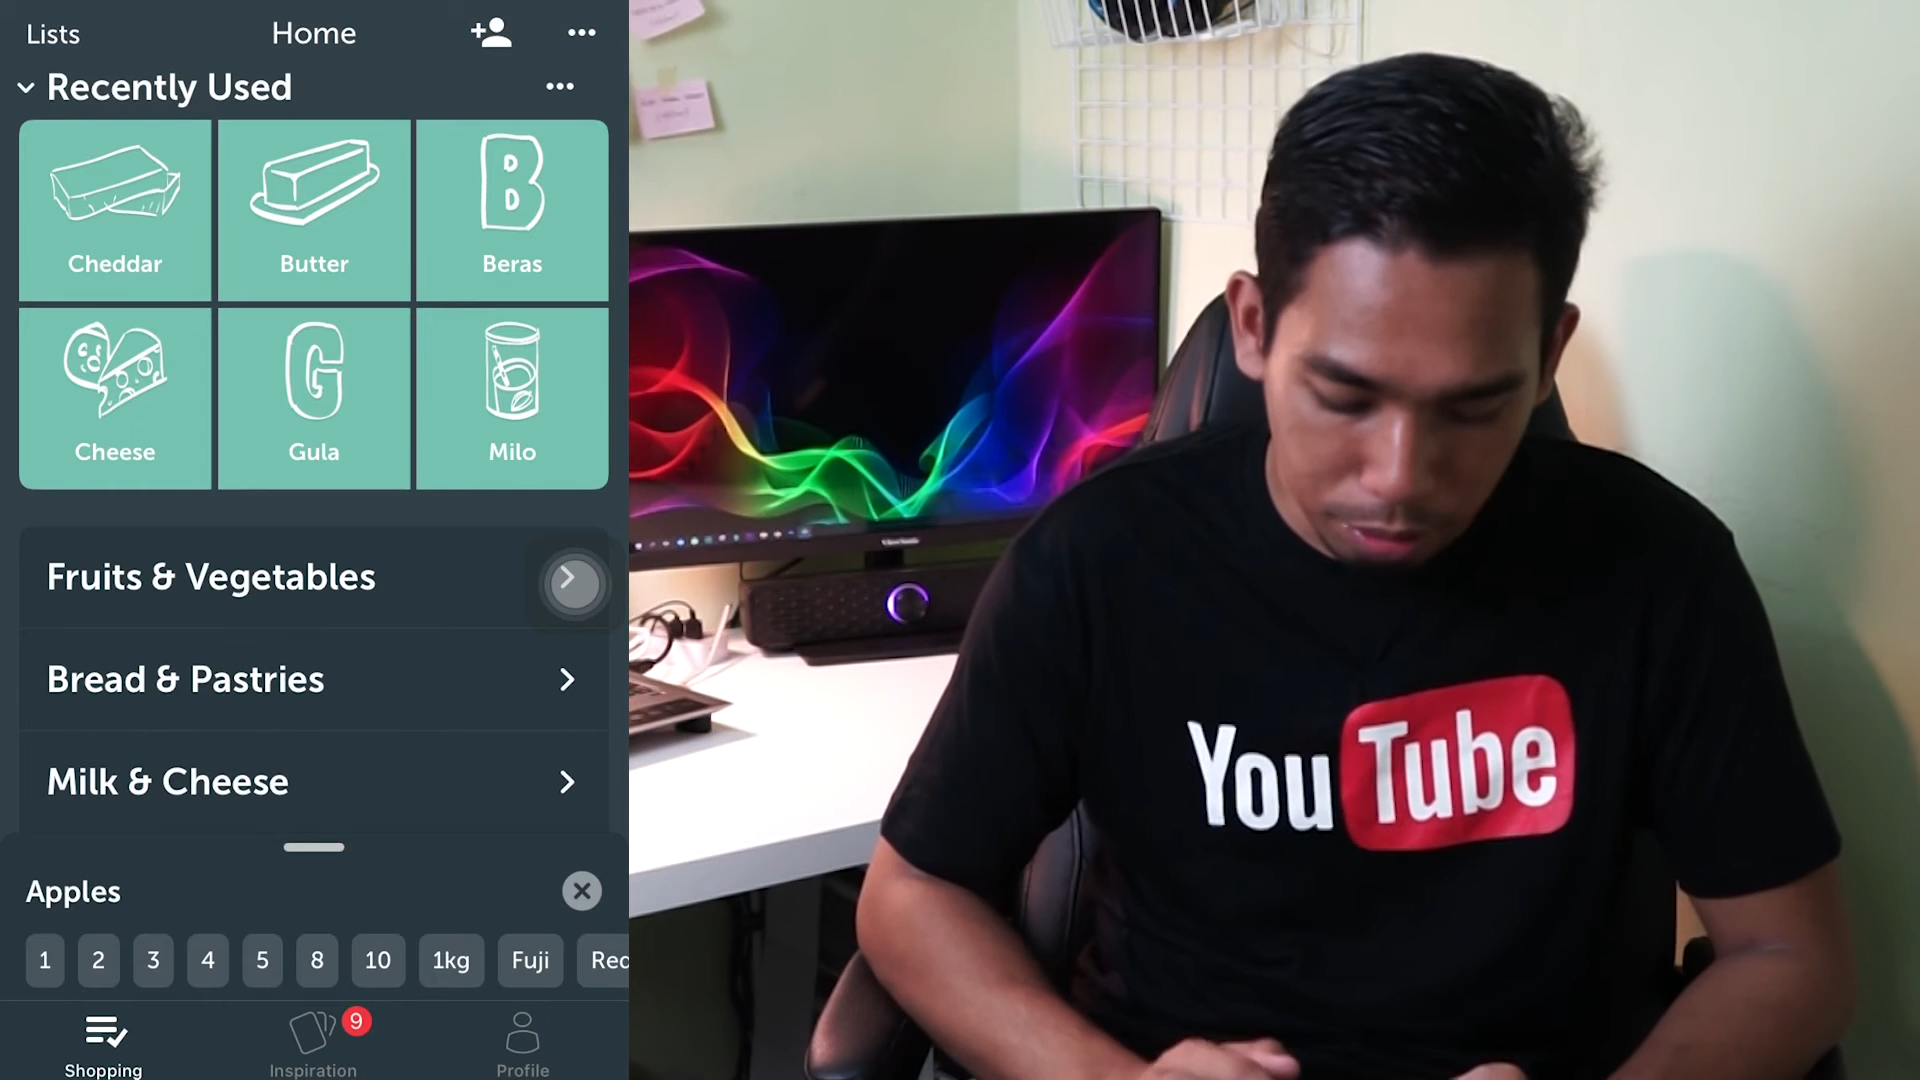 Lists
Home
Recently Used
Cheddar
Butter
B
Beras
Cheese
G
Gula
Milo
Fruits & Vegetables
Bread & Pastries
Milk & Cheese
Apples
1 2 3 4 5 8 10 1kg Fuji
9
Shopping
Inspiration
Profile
ViewSonic
YouTube